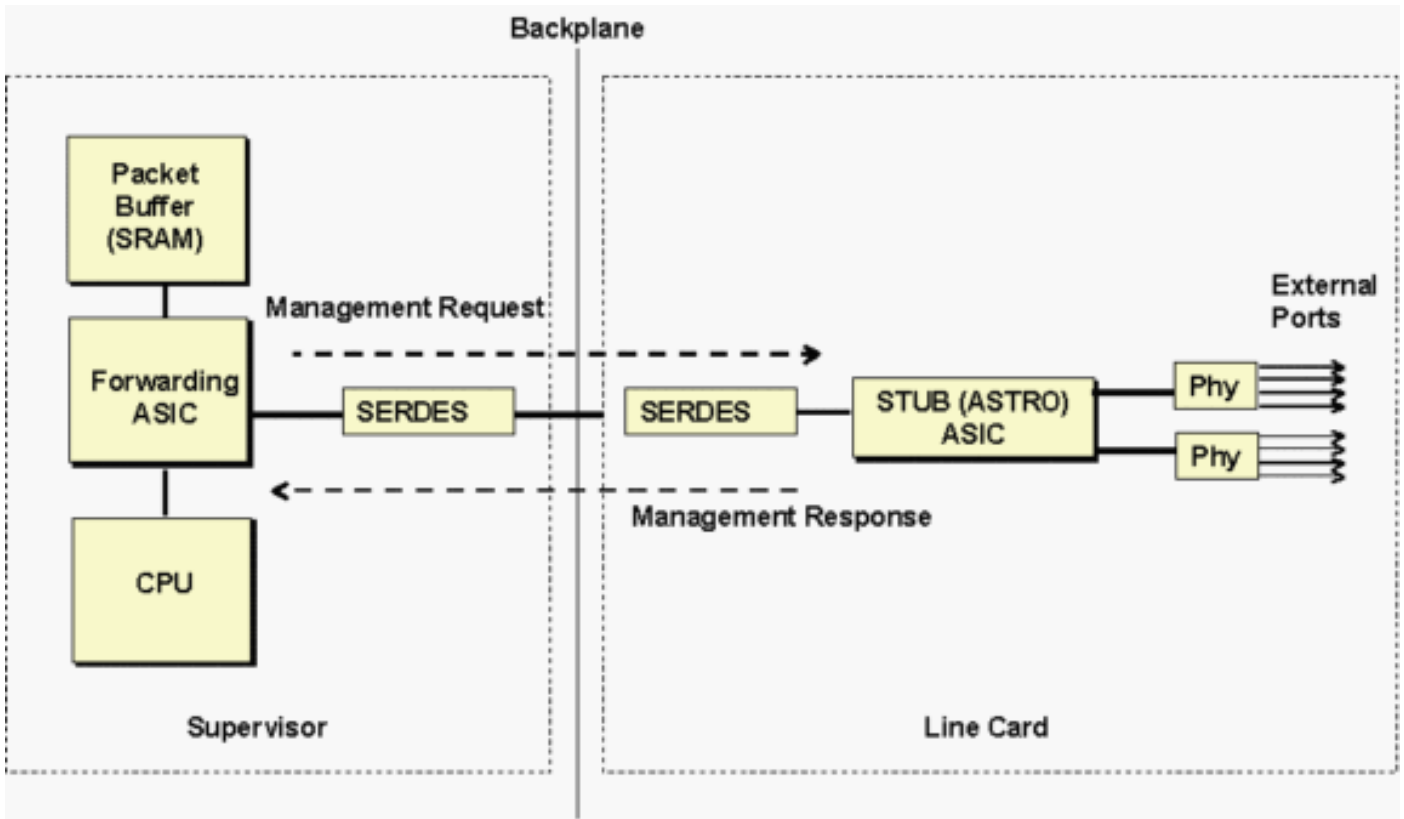 Backplane
Packet
Buffer
(SRAM)
Management Request
External
Ports
Forwarding
ASIC
SERDES
SERDES
STUB (ASTRO)
ASIC
Phy
Phy
Management Response
CPU
Supervisor
Line Card